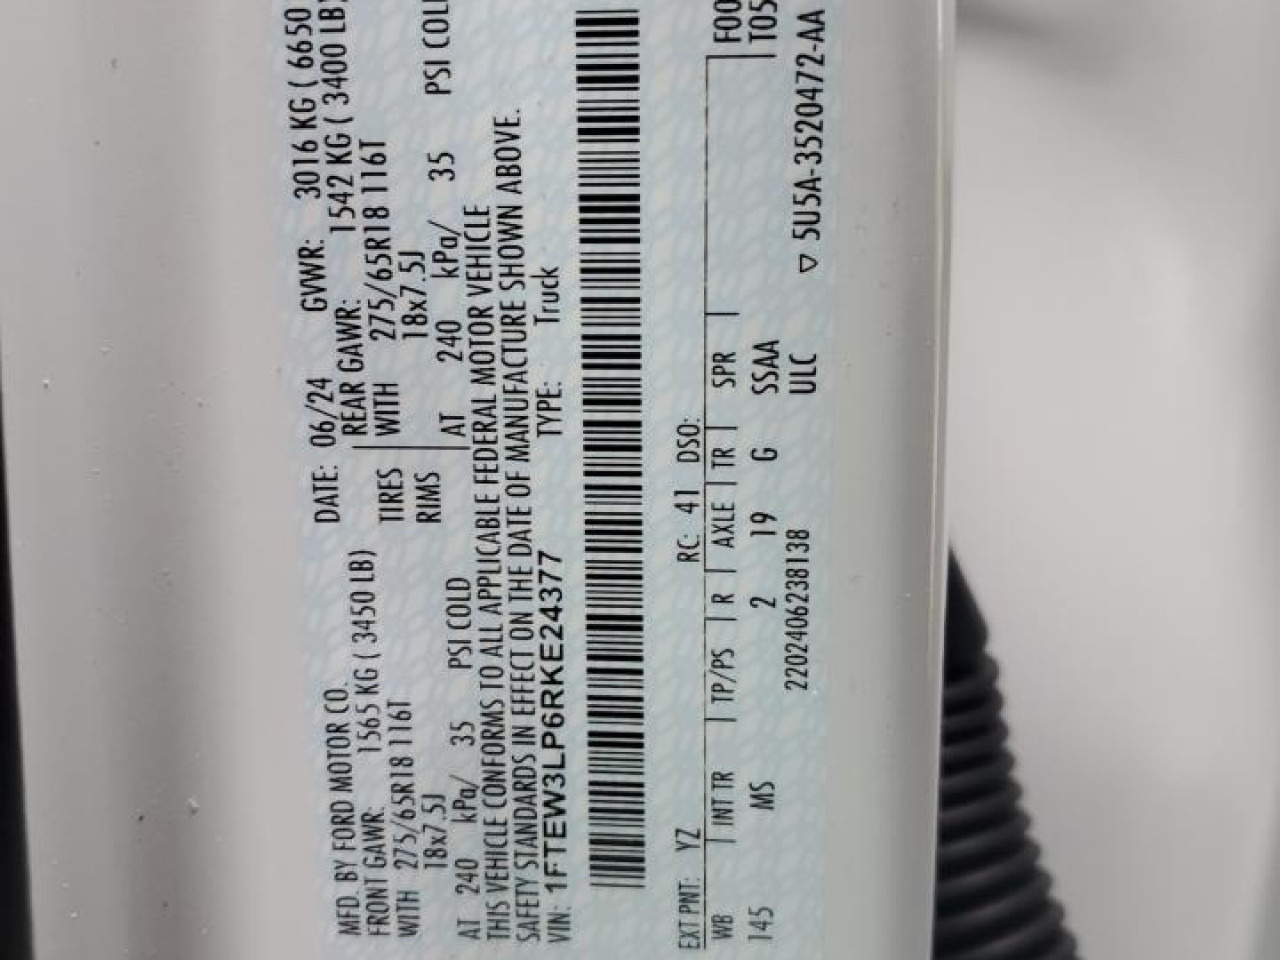 MFD. BY FORD MOTOR CO. DATE: 06/24 GVWR: 3016 KG ( 6650
FRONT GAWR: 1565 KG ( 3450 LB) REAR GAWR: 1542 KG ( 3400 LB)
WITH 275/65R18 116T TIRES WITH 275/65R18 116T
18x7.5J RIMS 18x7.5J
AT 240 kPa/ 35 PSI COLD AT 240 kPa/ 35 PSI COL
THIS VEHICLE CONFORMS TO ALL APPLICABLE FEDERAL MOTOR VEHICLE
SAFETY STANDARDS IN EFFECT ON THE DATE OF MANUFACTURE SHOWN ABOVE.
VIN: 1FTEW3LP6RKE24377 TYPE: Truck
EXT PNT: YZ RC: 41 DSO: F00
WB INT TR TP/PS R AXLE TR SPR T05
145 MS 2 19 G SSAA
2202406238138 ULC ▽ 5U5A-3520472-AA